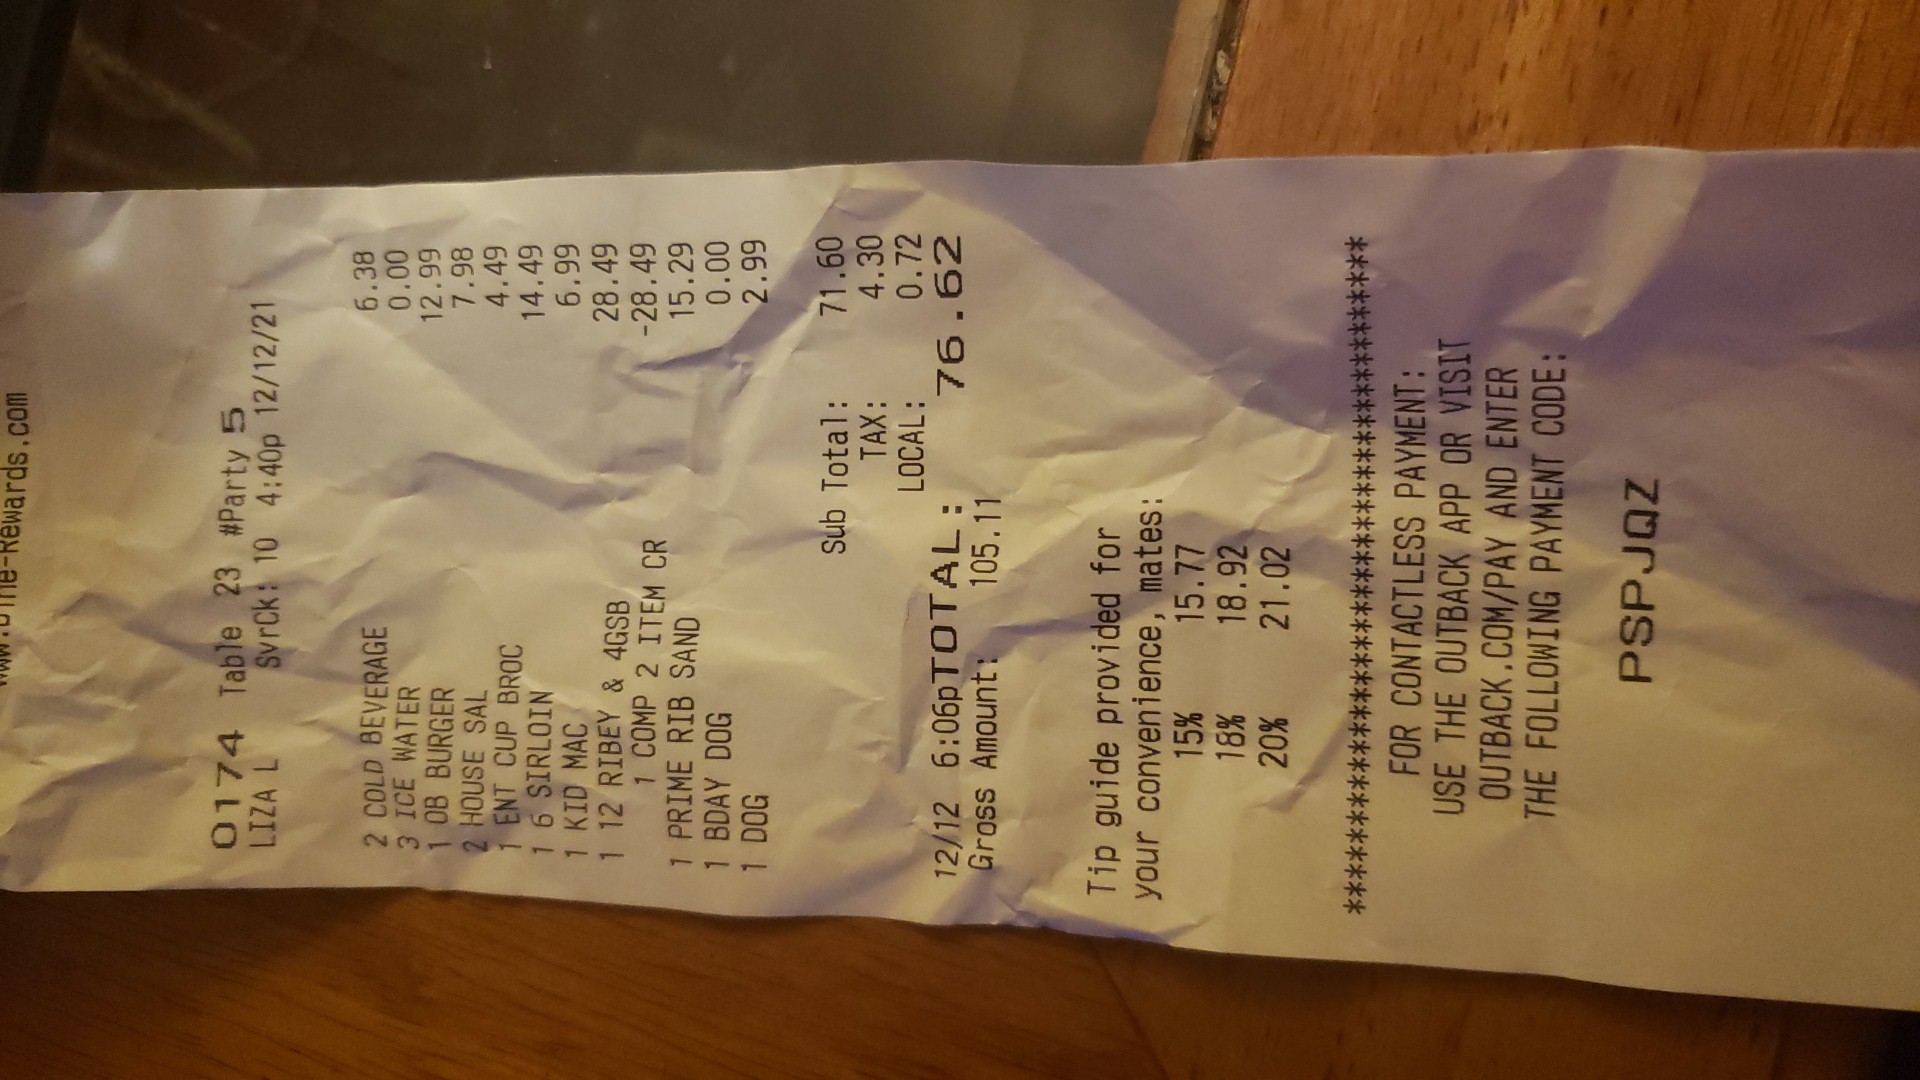 -Rewards.com
0174 Table 23 #Party 5
LIZA L SvrCk: 10 4:40p 12/12/21
2 COLD BEVERAGE 6.38
3 ICE WATER 0.00
1 OB BURGER 12.99
2 HOUSE SAL 7.98
1 ENT CUP BROC 4.49
1 6 SIRLOIN 14.49
1 KID MAC 6.99
1 12 RIBEY & 4GSB 28.49
1 COMP 2 ITEM CR -28.49
1 PRIME RIB SAND 15.29
1 BDAY DOG 0.00
1 DOG 2.99
Sub Total: 71.60
TAX: 4.30
LOCAL: 0.72
12/12 6:06pTOTAL: 76.62
Gross Amount: 105.11
Tip guide provided for
your convenience, mates:
15% 15.77
18% 18.92
20% 21.02
****************************************
FOR CONTACTLESS PAYMENT:
USE THE OUTBACK APP OR VISIT
OUTBACK.COM/PAY AND ENTER
THE FOLLOWING PAYMENT CODE:
PSPJQZ